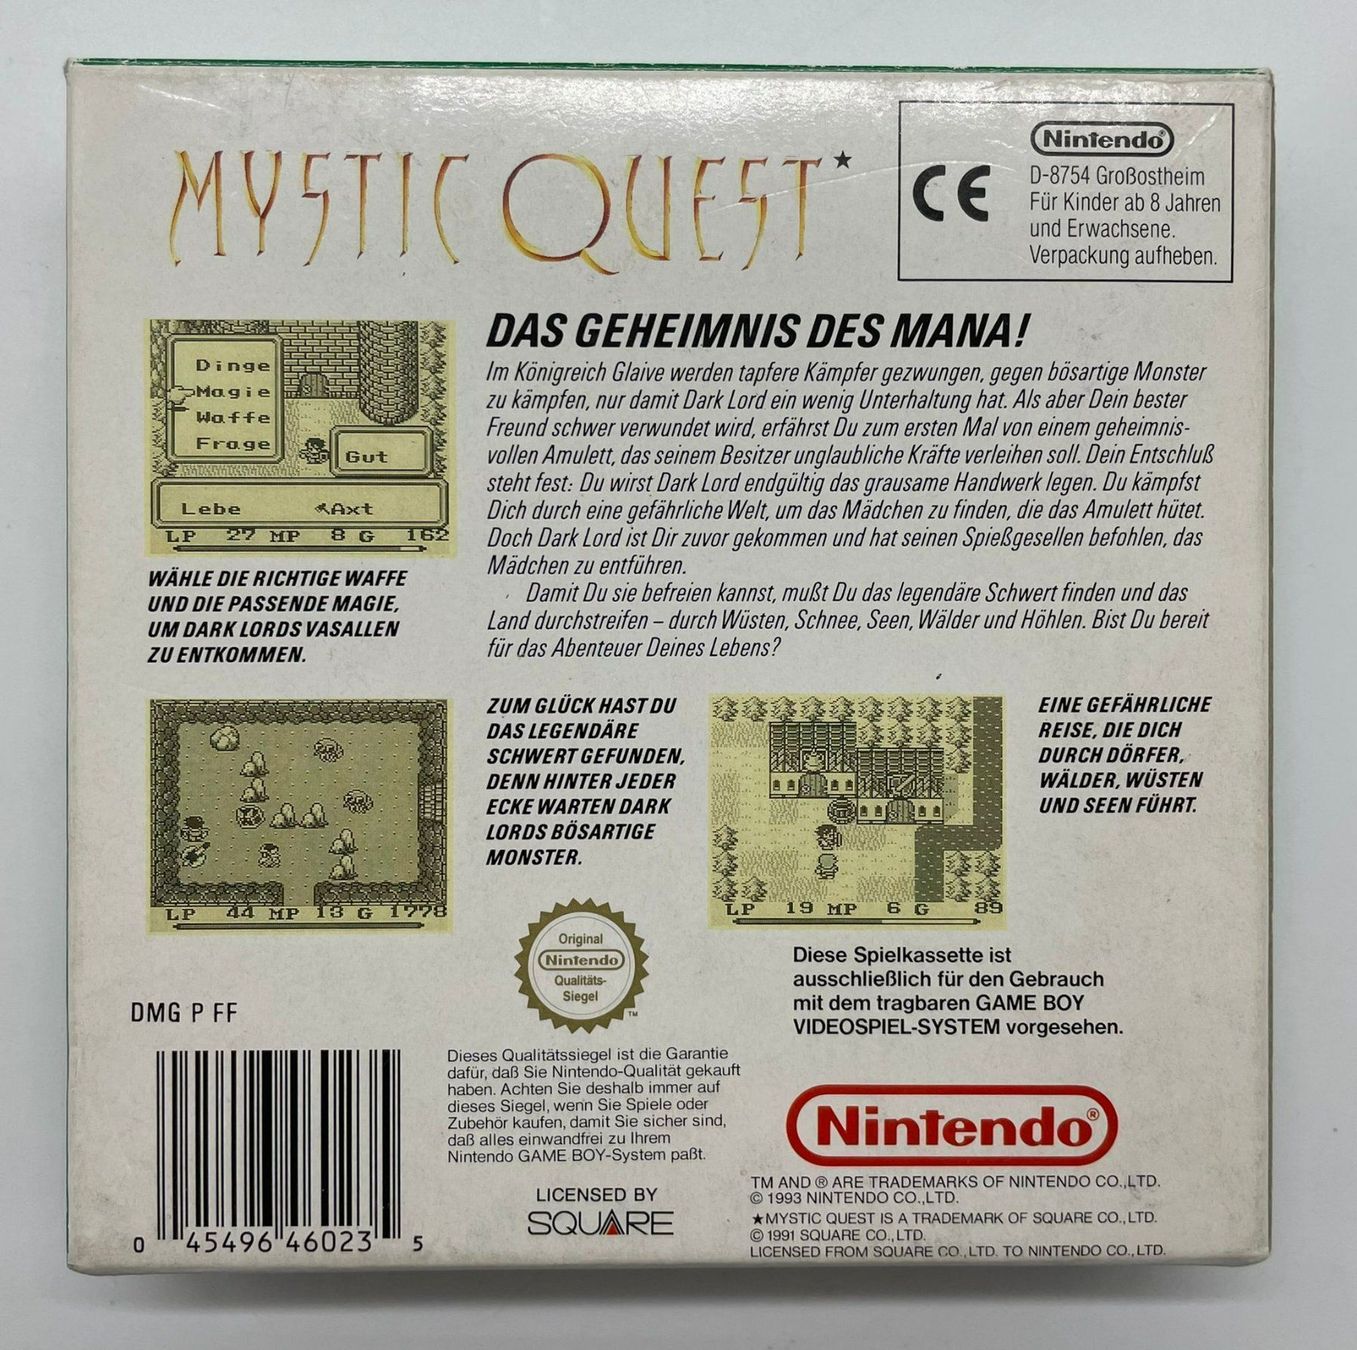 MYSTIC QUEST★
Nintendo®
CE
D-8754 Großostheim
Für Kinder ab 8 Jahren
und Erwachsene.
Verpackung aufheben.
DAS GEHEIMNIS DES MANA!
Im Königreich Glaive werden tapfere Kämpfer gezwungen, gegen bösartige Monster
zu kämpfen, nur damit Dark Lord ein wenig Unterhaltung hat. Als aber Dein bester
Freund schwer verwundet wird, erfährst Du zum ersten Mal von einem geheimnis-
vollen Amulett, das seinem Besitzer unglaubliche Kräfte verleihen soll. Dein Entschluß
steht fest: Du wirst Dark Lord endgültig das grausame Handwerk legen. Du kämpfst
Dich durch eine gefährliche Welt, um das Mädchen zu finden, die das Amulett hütet.
Doch Dark Lord ist Dir zuvor gekommen und hat seinen Spießgesellen befohlen, das
Mädchen zu entführen.
Damit Du sie befreien kannst, mußt Du das legendäre Schwert finden und das
Land durchstreifen – durch Wüsten, Schnee, Seen, Wälder und Höhlen. Bist Du bereit
für das Abenteuer Deines Lebens?
Dinge
Magie
Waffe
Frage
Gut
Lebe Axt
LP 27 MP 8 G 162
WÄHLE DIE RICHTIGE WAFFE
UND DIE PASSENDE MAGIE,
UM DARK LORDS VASALLEN
ZU ENTKOMMEN.
LP 44 MP 13 G 1778
ZUM GLÜCK HAST DU
DAS LEGENDÄRE
SCHWERT GEFUNDEN,
DENN HINTER JEDER
ECKE WARTEN DARK
LORDS BÖSARTIGE
MONSTER.
LP 19 MP 6 G 89
EINE GEFÄHRLICHE
REISE, DIE DICH
DURCH DÖRFER,
WÄLDER, WÜSTEN
UND SEEN FÜHRT.
Original
Nintendo
Qualitäts-
Siegel
TM
Diese Spielkassette ist
ausschließlich für den Gebrauch
mit dem tragbaren GAME BOY
VIDEOSPIEL-SYSTEM vorgesehen.
DMG P FF
0 45496 46023 5
Dieses Qualitätssiegel ist die Garantie
dafür, daß Sie Nintendo-Qualität gekauft
haben. Achten Sie deshalb immer auf
dieses Siegel, wenn Sie Spiele oder
Zubehör kaufen, damit Sie sicher sind,
daß alles einwandfrei zu Ihrem
Nintendo GAME BOY-System paßt.
LICENSED BY
SQUARE
Nintendo®
TM AND ® ARE TRADEMARKS OF NINTENDO CO.,LTD.
© 1993 NINTENDO CO.,LTD.
★MYSTIC QUEST IS A TRADEMARK OF SQUARE CO., LTD.
© 1991 SQUARE CO., LTD.
LICENSED FROM SQUARE CO., LTD. TO NINTENDO CO., LTD.